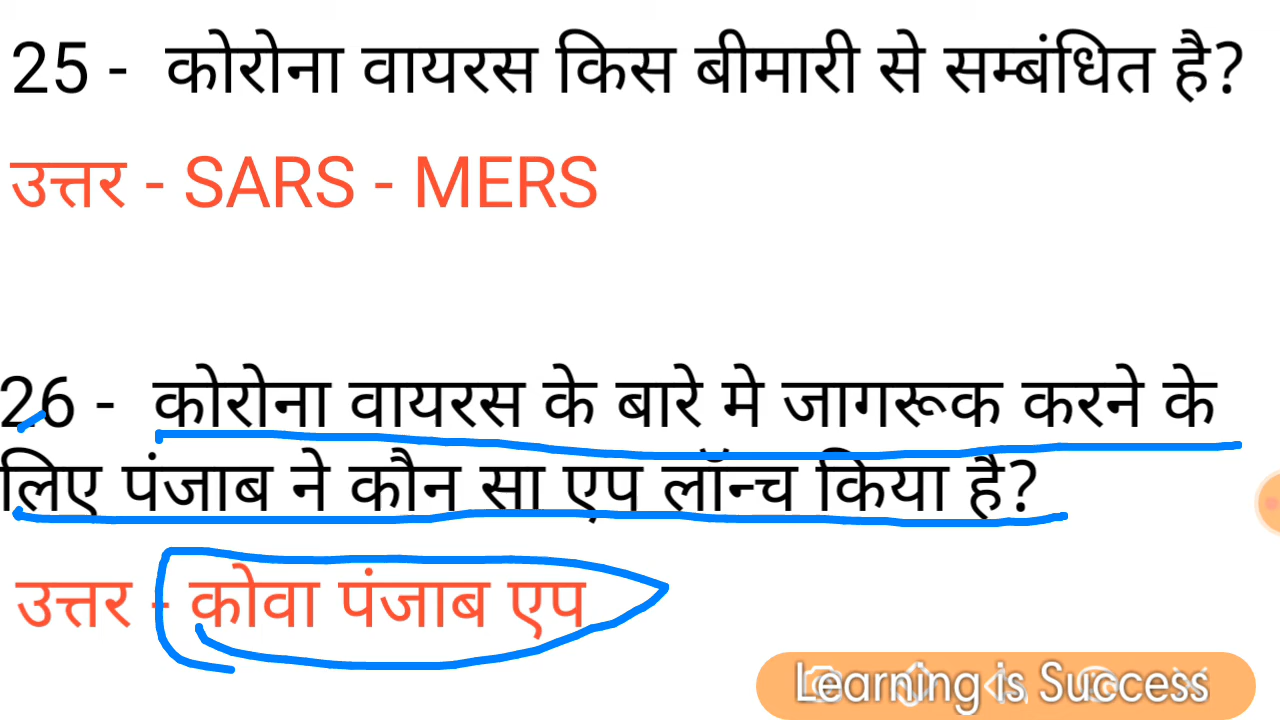 25 - कोरोना वायरस किस बीमारी से सम्बंधित है?
उत्तर - SARS - MERS
26 - कोरोना वायरस के बारे मे जागरूक करने के
लिए पंजाब ने कौन सा एप लॉन्च किया है?
उत्तर - कोवा पंजाब एप
Learning is Success